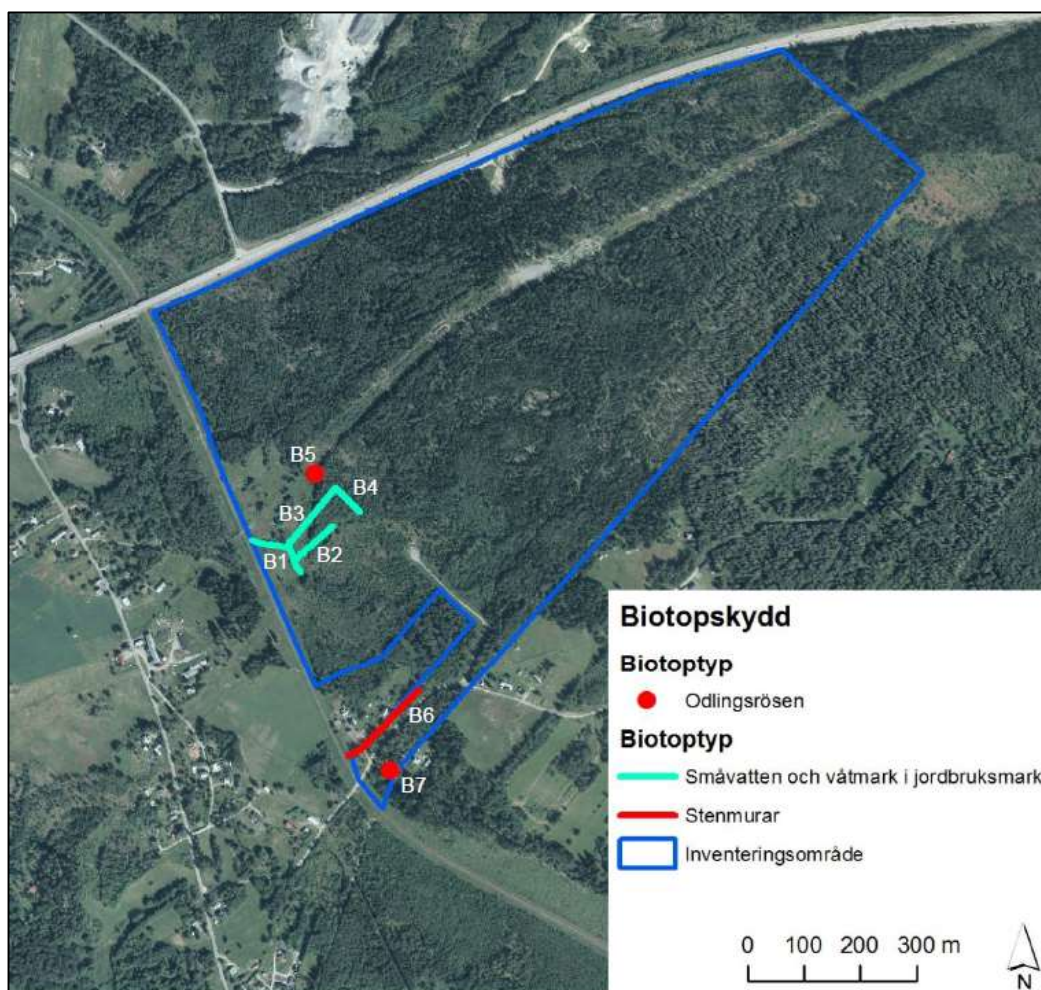 B5
B4
B3
B2
B1
B6
B7
Biotopskydd
Biotoptyp
Odlingsrösen
Biotoptyp
Småvatten och våtmark i jordbruksmark
Stenmurar
Inventeringsområde
0 100 200 300 m
N